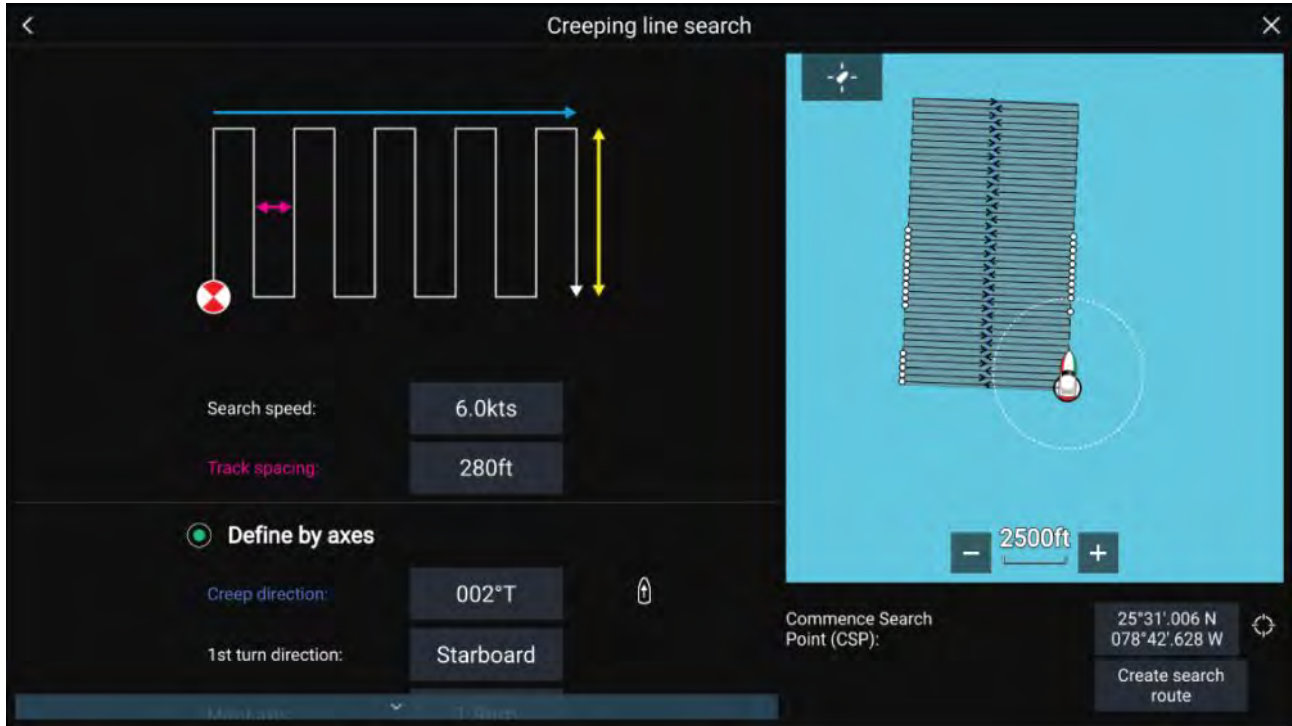 Creeping line search
Search speed:
6.0kts
Track spacing:
280ft
Define by axes
Creep direction:
002°T
1st turn direction:
Starboard
2500ft
Commence Search
Point (CSP):
25°31'.006 N
078°42'.628 W
Create search
route